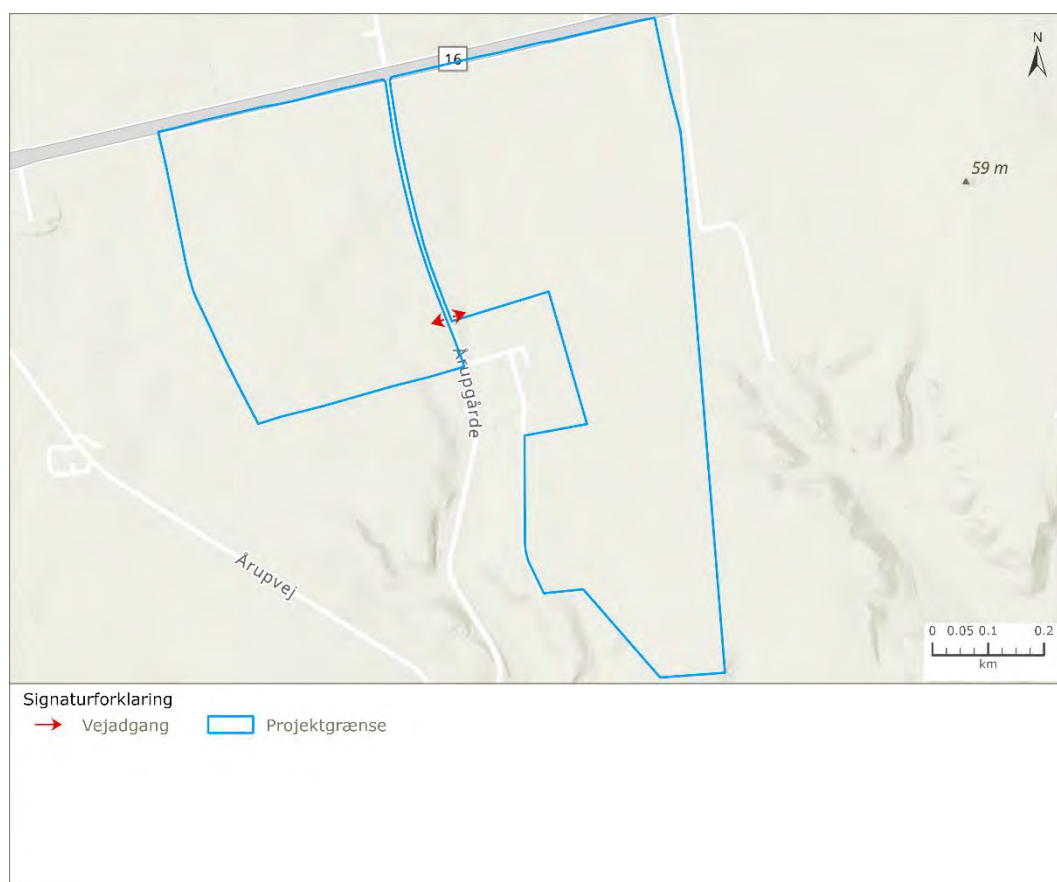 N
16
59 m
Årupgårde
Årupvej
0 0.05 0.1 0.2
km
Signaturforklaring
Vejadgang Projektgrænse